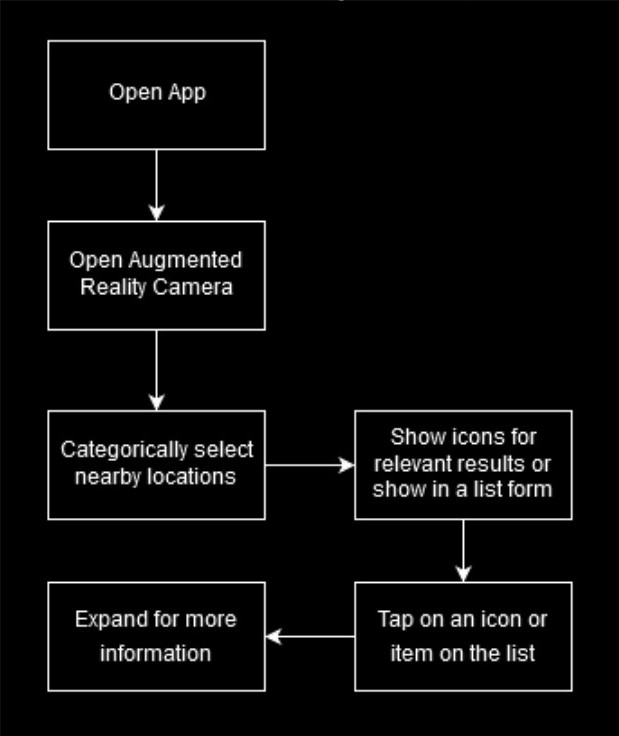 Open App
Open Augmented
Reality Camera
Categorically select
nearby locations
Show icons for
relevant results or
show in a list form
Tap on an icon or
item on the list
Expand for more
information